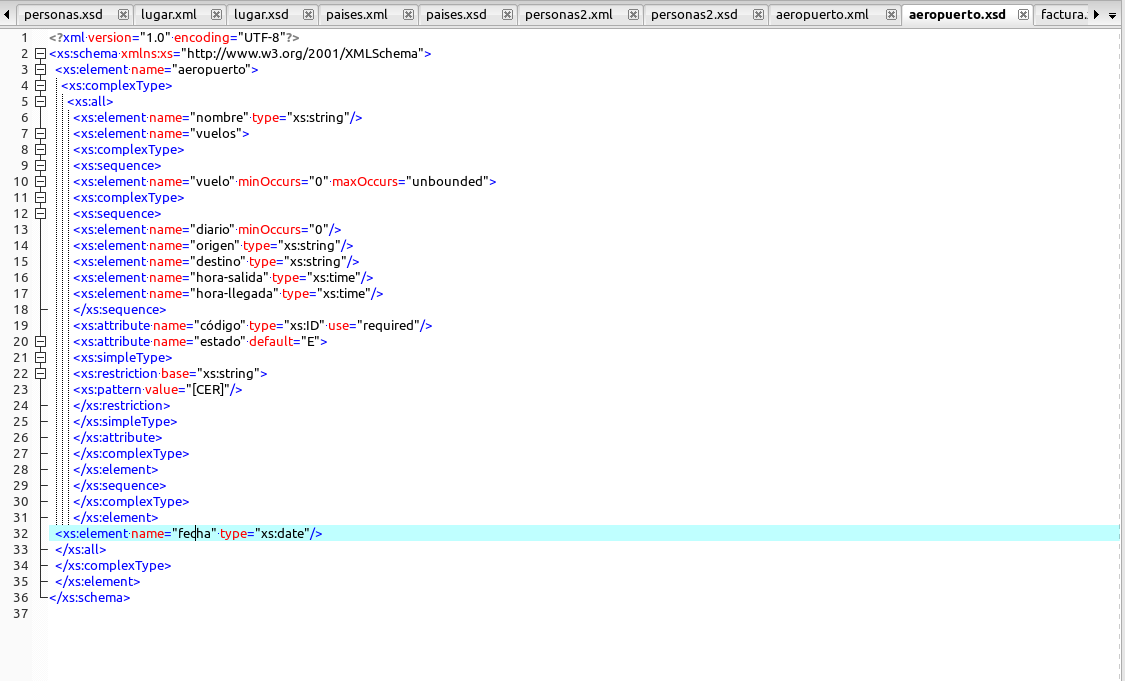 personas.xsd lugar.xml lugar.xsd paises.xml paises.xsd personas2.xml personas2.xsd aeropuerto.xml aeropuerto.xsd factura.
1 <?xml version="1.0" encoding="UTF-8"?>
2 <xs:schema xmlns:xs="http://www.w3.org/2001/XMLSchema">
3 <xs:element name="aeropuerto">
4 <xs:complexType>
5 <xs:all>
6 <xs:element name="nombre" type="xs:string"/>
7 <xs:element name="vuelos">
8 <xs:complexType>
9 <xs:sequence>
10 <xs:element name="vuelo" minOccurs="0" maxOccurs="unbounded">
11 <xs:complexType>
12 <xs:sequence>
13 <xs:element name="diario" minOccurs="0"/>
14 <xs:element name="origen" type="xs:string"/>
15 <xs:element name="destino" type="xs:string"/>
16 <xs:element name="hora-salida" type="xs:time"/>
17 <xs:element name="hora-llegada" type="xs:time"/>
18 </xs:sequence>
19 <xs:attribute name="código" type="xs:ID" use="required"/>
20 <xs:attribute name="estado" default="E">
21 <xs:simpleType>
22 <xs:restriction base="xs:string">
23 <xs:pattern value="[CER]"/>
24 </xs:restriction>
25 </xs:simpleType>
26 </xs:attribute>
27 </xs:complexType>
28 </xs:element>
29 </xs:sequence>
30 </xs:complexType>
31 </xs:element>
32 <xs:element name="fecha" type="xs:date"/>
33 </xs:all>
34 </xs:complexType>
35 </xs:element>
36 </xs:schema>
37